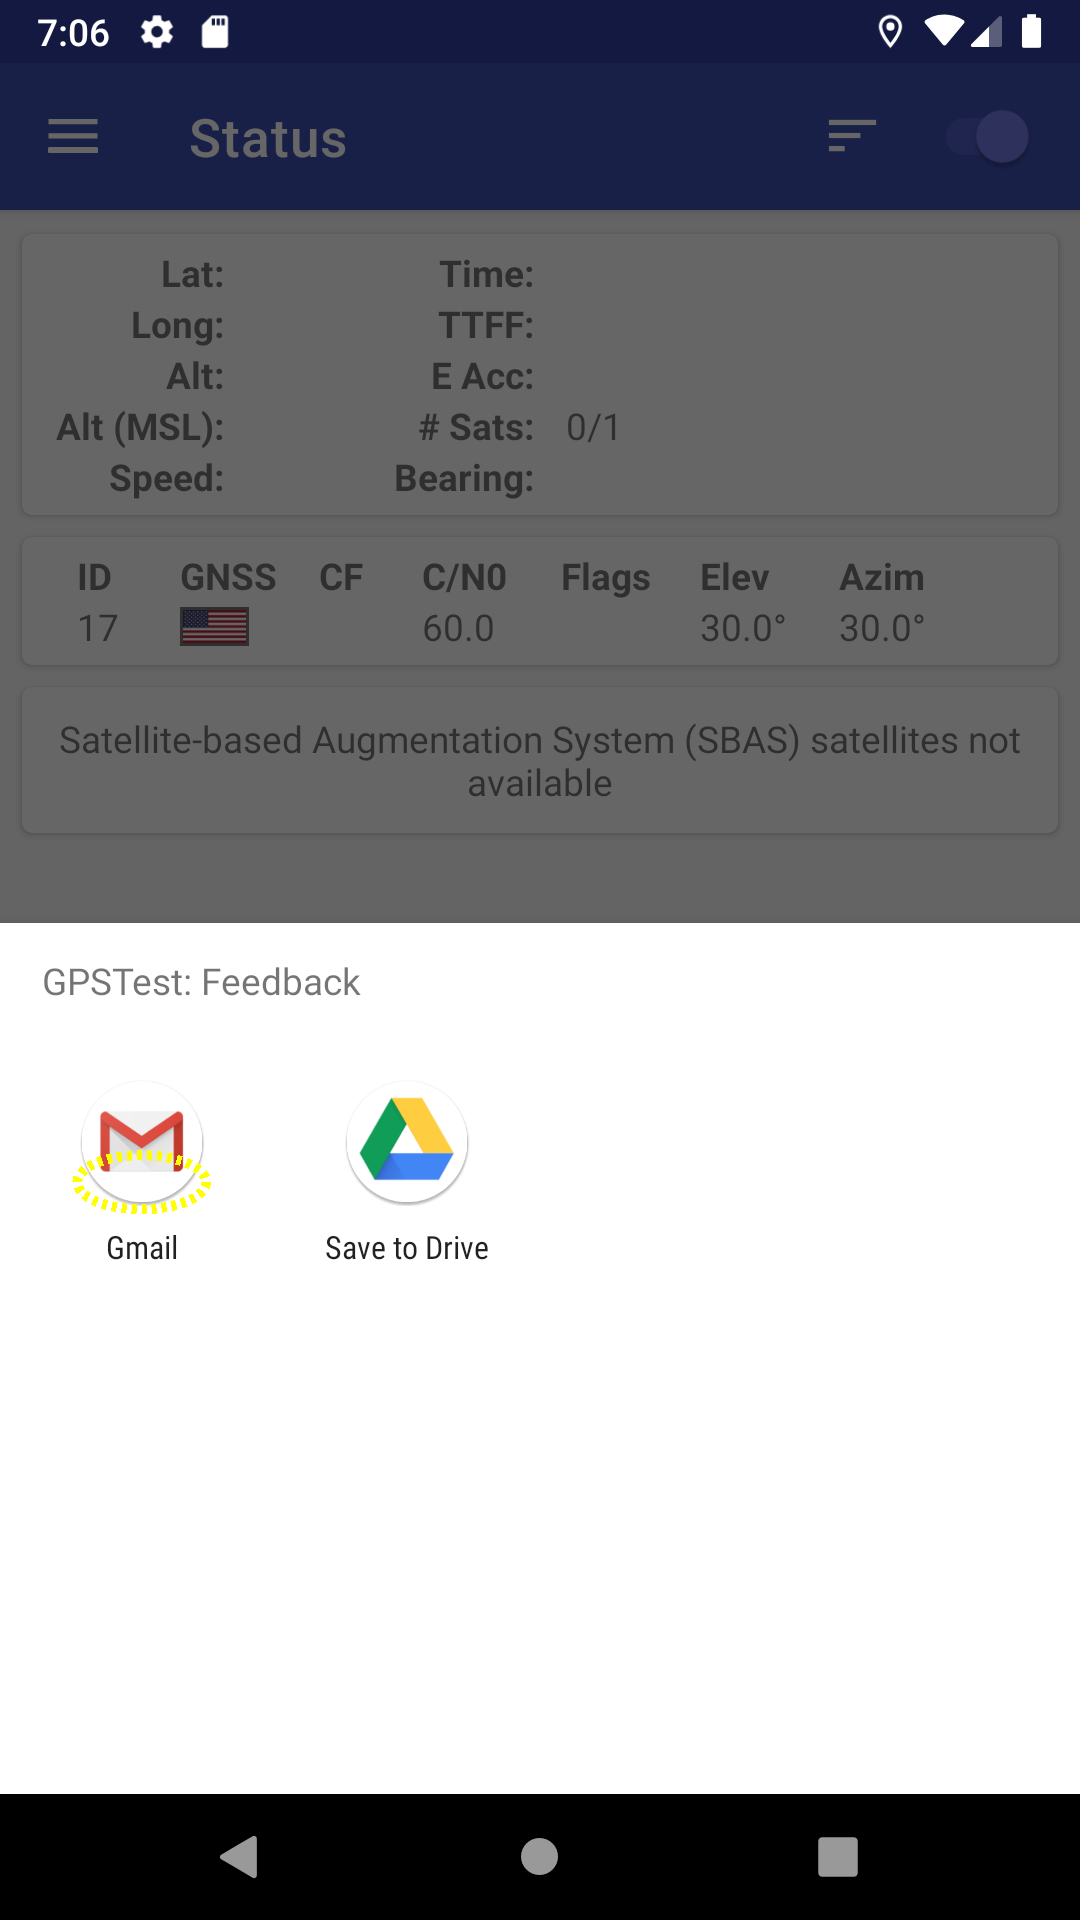 7:06
Status
Lat: Time:
Long: TTFF:
Alt: E Acc:
Alt (MSL): # Sats: 0/1
Speed: Bearing:
ID GNSS CF C/N0 Flags Elev Azim
17 60.0 30.0° 30.0°
Satellite-based Augmentation System (SBAS) satellites not
available
GPSTest: Feedback
Gmail Save to Drive